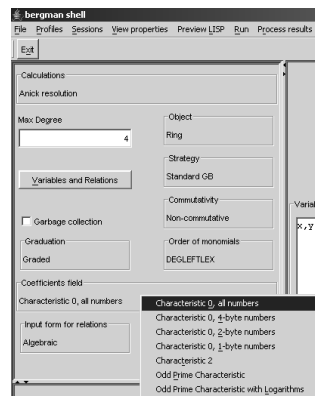 bergman shell
File Profiles Sessions View properties Preview LISP Run Process results
Exit
Calculations
Anick resolution
Max Degree
4
Object
Ring
Strategy
Standard GB
Variables and Relations
Commutativity
Non-commutative
Garbage collection
Graduation
Graded
Order of monomials
DEGLEFTLEX
Coefficients field
Characteristic 0, all numbers
Input form for relations
Algebraic
x,y
Characteristic 0, all numbers
Characteristic 0, 4-byte numbers
Characteristic 0, 2-byte numbers
Characteristic 0, 1-byte numbers
Characteristic 2
Odd Prime Characteristic
Odd Prime Characteristic with Logarithms